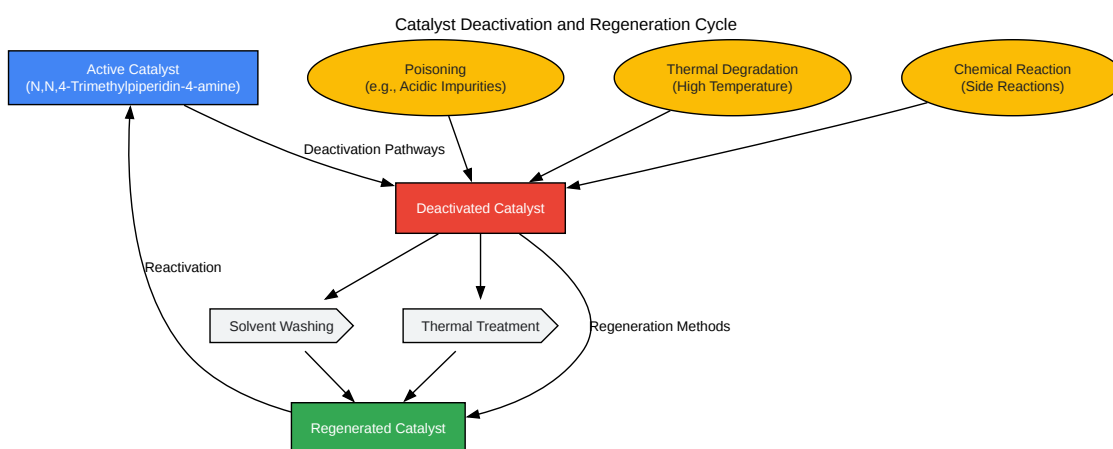 Catalyst Deactivation and Regeneration Cycle
Active Catalyst
(N,N,4-Trimethylpiperidin-4-amine)
Poisoning
(e.g., Acidic Impurities)
Thermal Degradation
(High Temperature)
Chemical Reaction
(Side Reactions)
Deactivation Pathways
Deactivated Catalyst
Reactivation
Solvent Washing
Thermal Treatment
Regeneration Methods
Regenerated Catalyst